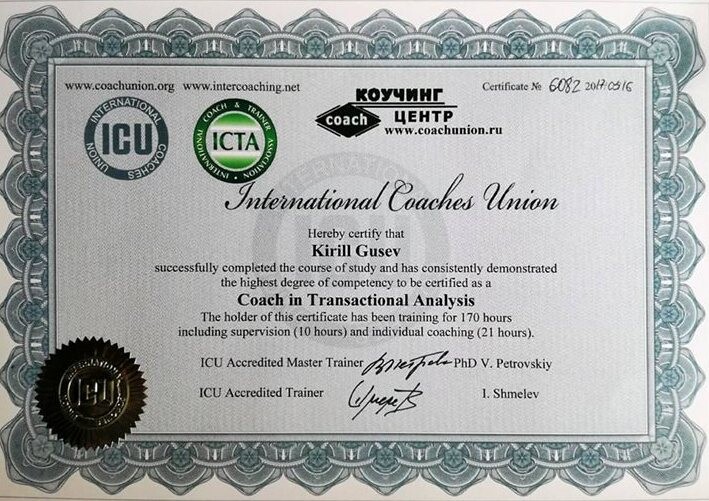 www.coachunion.org www.intercoaching.net
Certificate № 6082 2017-0516
INTERNATIONAL COACHES UNION
ICU
INTERNATIONAL COACH & TRAINER ASSOCIATION
ICTA
КОУЧИНГ
coach ЦЕНТР
www.coachunion.ru
International Coaches Union
Hereby certify that
Kirill Gusev
successfully completed the course of study and has consistently demonstrated
the highest degree of competency to be certified as a
Coach in Transactional Analysis
The holder of this certificate has been training for 170 hours
including supervision (10 hours) and individual coaching (21 hours).
ICU Accredited Master Trainer PhD V. Petrovskiy
ICU Accredited Trainer I. Shmelev
ICU